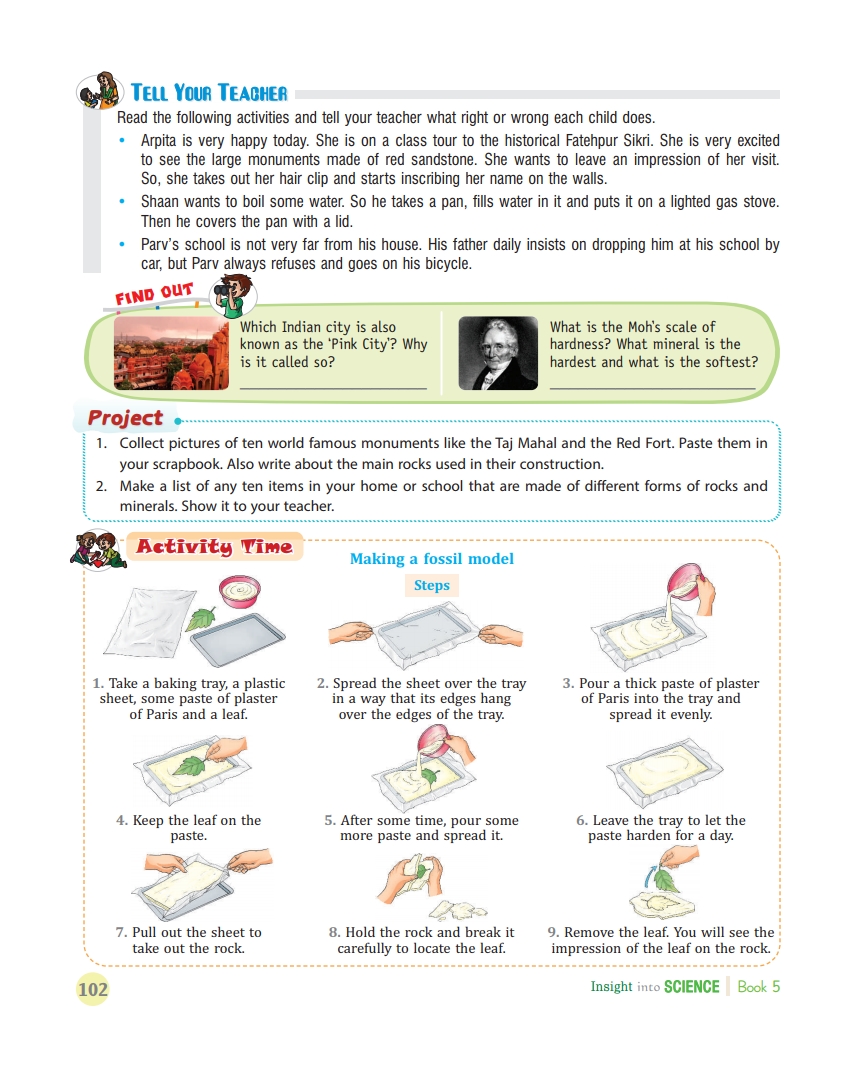 TELL YOUR TEACHER
Read the following activities and tell your teacher what right or wrong each child does.
• Arpita is very happy today. She is on a class tour to the historical Fatehpur Sikri. She is very excited
to see the large monuments made of red sandstone. She wants to leave an impression of her visit.
So, she takes out her hair clip and starts inscribing her name on the walls.
• Shaan wants to boil some water. So he takes a pan, fills water in it and puts it on a lighted gas stove.
Then he covers the pan with a lid.
• Parv's school is not very far from his house. His father daily insists on dropping him at his school by
car, but Parv always refuses and goes on his bicycle.
FIND OUT
Which Indian city is also
known as the 'Pink City'? Why
is it called so?
What is the Moh's scale of
hardness? What mineral is the
hardest and what is the softest?
Project
1. Collect pictures of ten world famous monuments like the Taj Mahal and the Red Fort. Paste them in
your scrapbook. Also write about the main rocks used in their construction.
2. Make a list of any ten items in your home or school that are made of different forms of rocks and
minerals. Show it to your teacher.
Activity Time
Making a fossil model
Steps
1. Take a baking tray, a plastic
sheet, some paste of plaster
of Paris and a leaf.
2. Spread the sheet over the tray
in a way that its edges hang
over the edges of the tray.
3. Pour a thick paste of plaster
of Paris into the tray and
spread it evenly.
4. Keep the leaf on the
paste.
5. After some time, pour some
more paste and spread it.
6. Leave the tray to let the
paste harden for a day.
7. Pull out the sheet to
take out the rock.
8. Hold the rock and break it
carefully to locate the leaf.
9. Remove the leaf. You will see the
impression of the leaf on the rock.
102
Insight into SCIENCE | Book 5